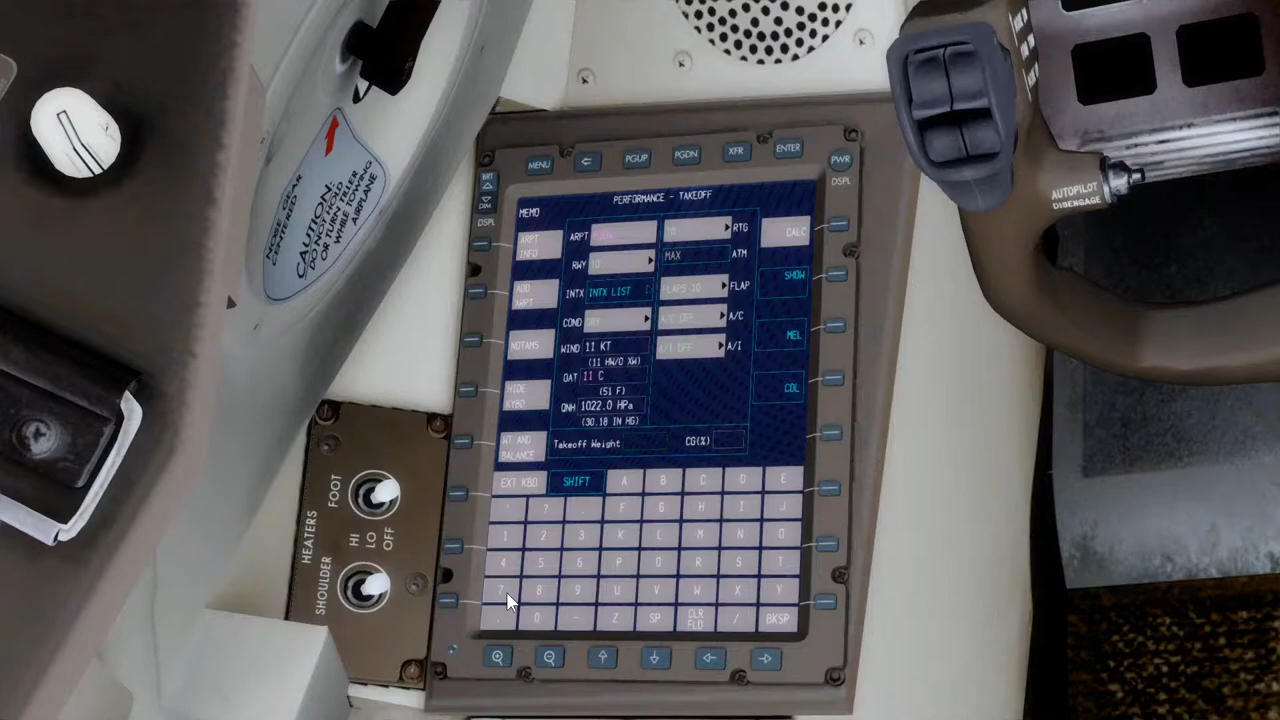 CAUTION:
DO NOT HOLD
OR TURN TILLER
WHILE TOWING
AIRPLANE
NOSE GEAR
CENTERED
MENU
PGUP
PGDN
XFR
ENTER
PWR
DSPL
BRT
DIM
DSPL
PERFORMANCE - TAKEOFF
MEMO
ARPT
INFO
ARPT
RTG
CALC
RWY
10
MAX
ATM
SHOW
ADD
ARPT
INTX
INTX LIST
FLAPS 10
FLAP
COND
DRY
A/C OFF
A/C
NOTAMS
WIND
11 KT
(11 HW/0 XW)
A/I OFF
A/I
MEL
OAT
11 C
(51 F)
HIDE
KYBD
CDL
QNH
1022.0 HPa
(30.18 IN HG)
WT AND
BALANCE
Takeoff Weight
CG(%)
EXT KBD
SHIFT
A B C D E
' ? . F G H I J
1 2 3 K L M N O
4 5 6 P Q R S T
7 8 9 U V W X Y
. 0 - Z SP CLR FLD / BKSP
HEATERS
FOOT
SHOULDER
HI
LO
OFF
AUTOPILOT
DISENGAGE